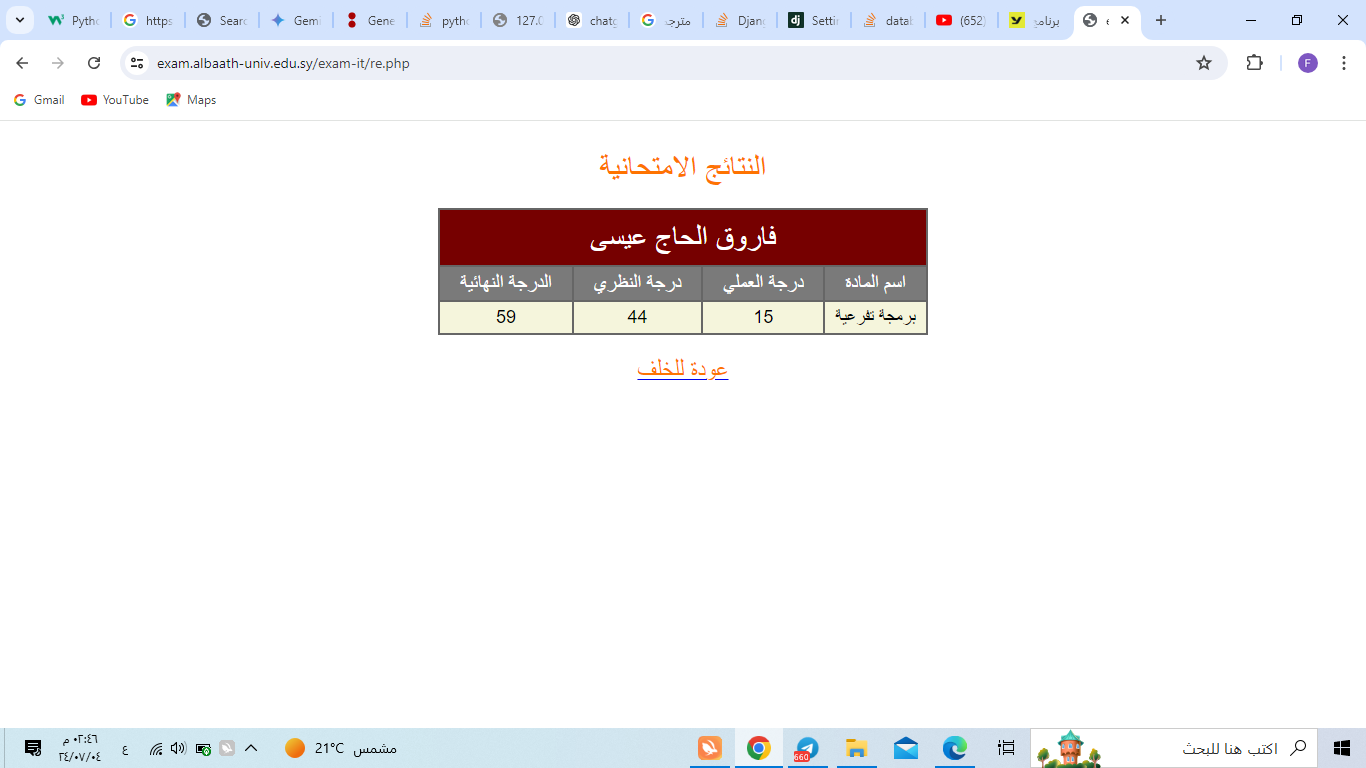 Pytho
https
Searc
Gemi
Gene
pytho
127.0
chatg
مترجم
Djang
Settin
datab
(652)
برنامج
e
exam.albaath-univ.edu.sy/exam-it/re.php
F
Gmail YouTube Maps
النتائج الامتحانية
فاروق الحاج عيسى
اسم المادة درجة العملي درجة النظري الدرجة النهائية
برمجة تفرعية 15 44 59
عودة للخلف
اكتب هنا للبحث
660
21°C مشمس
ع
٠٢:٤٦ م
٢٤/٠٧/٠٤